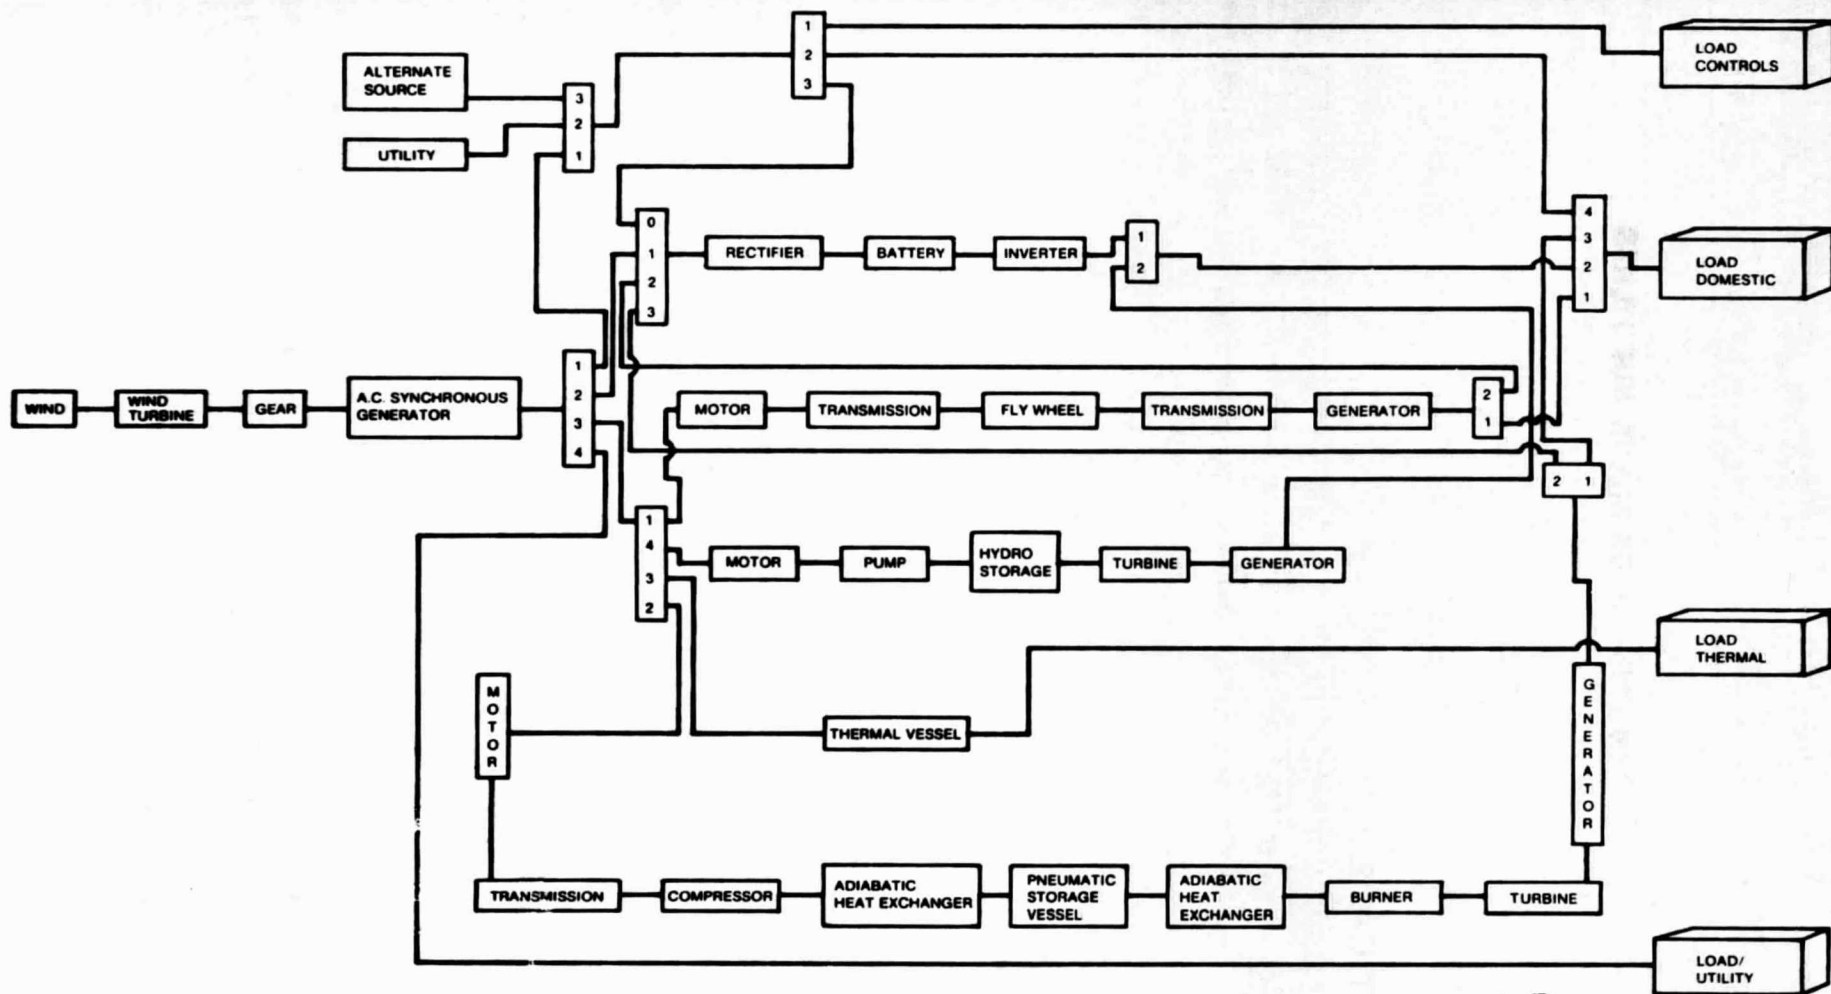 1
2
3
LOAD
CONTROLS
ALTERNATE
SOURCE
3
2
1
UTILITY
0
1
2
3
RECTIFIER
BATTERY
INVERTER
1
2
4
3
2
1
LOAD
DOMESTIC
WIND
WIND
TURBINE
GEAR
A.C. SYNCHRONOUS
GENERATOR
1
2
3
4
MOTOR
TRANSMISSION
FLY WHEEL
TRANSMISSION
GENERATOR
2
1
2 1
1
4
3
2
MOTOR
PUMP
HYDRO
STORAGE
TURBINE
GENERATOR
LOAD
THERMAL
MOTOR
THERMAL VESSEL
GENERATOR
TRANSMISSION
COMPRESSOR
ADIABATIC
HEAT EXCHANGER
PNEUMATIC
STORAGE
VESSEL
ADIABATIC
HEAT
EXCHANGER
BURNER
TURBINE
LOAD/
UTILITY